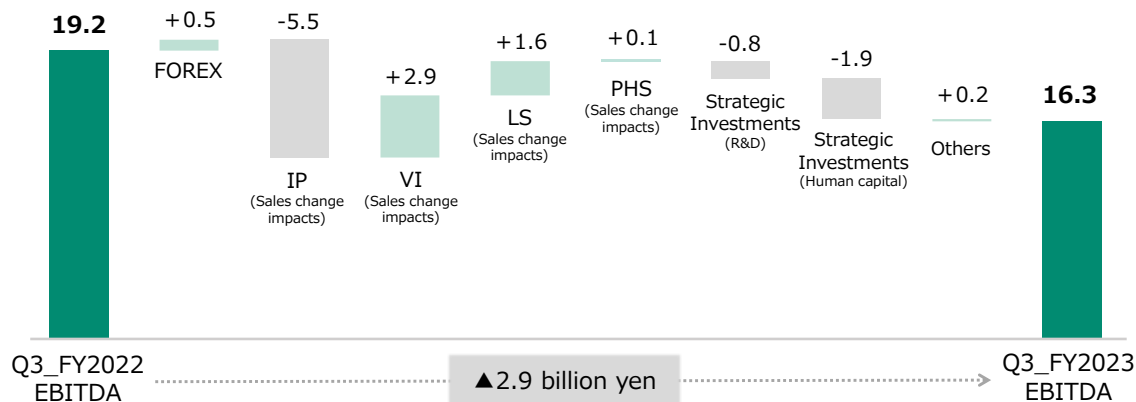 19.2
+0.5
FOREX
-5.5
IP
(Sales change
impacts)
+2.9
VI
(Sales change
impacts)
+1.6
LS
(Sales change
impacts)
+0.1
PHS
(Sales change
impacts)
-0.8
Strategic
Investments
(R&D)
-1.9
Strategic
Investments
(Human capital)
+0.2
Others
16.3
Q3_FY2022
EBITDA
▲2.9 billion yen
Q3_FY2023
EBITDA